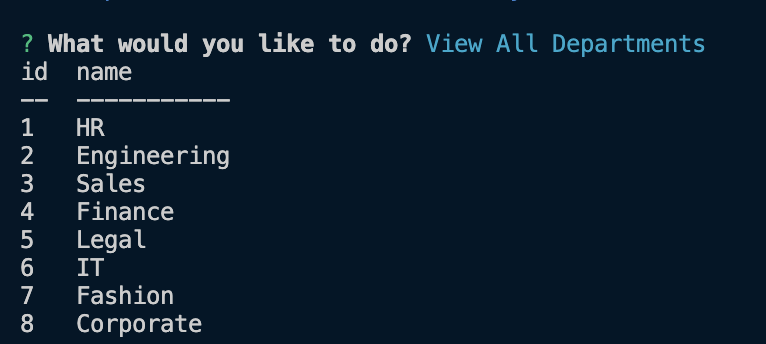 ? What would you like to do? View All Departments
id  name
--  -----------
1   HR
2   Engineering
3   Sales
4   Finance
5   Legal
6   IT
7   Fashion
8   Corporate